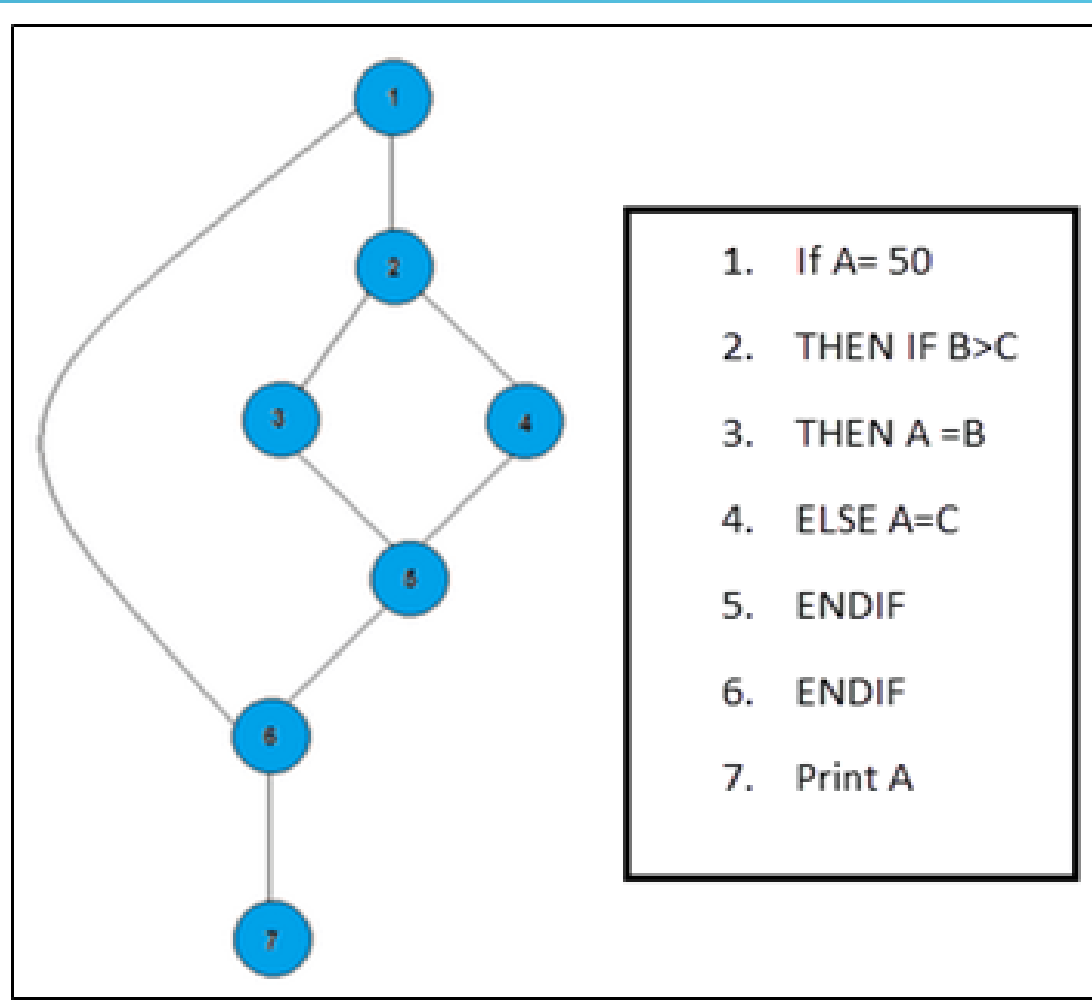 1
2
3
4
5
6
7
1. If A= 50
2. THEN IF B>C
3. THEN A =B
4. ELSE A=C
5. ENDIF
6. ENDIF
7. Print A